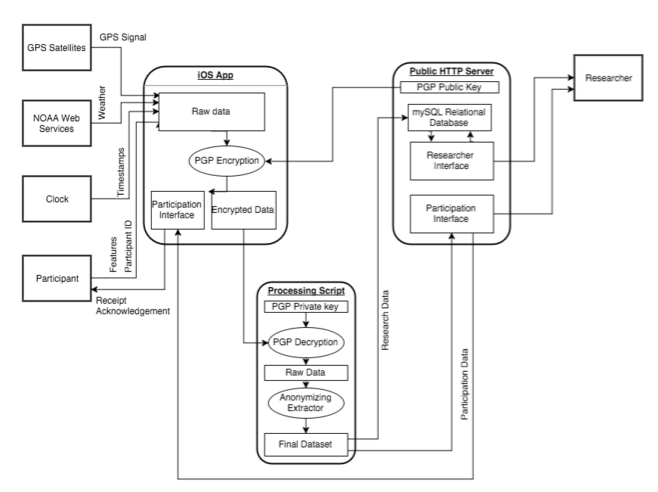 GPS Satellites
GPS Signal
NOAA Web
Services
Weather
Clock
Timestamps
Participant
Features
Partcipant ID
Receipt
Acknowledgement
iOS App
Raw data
PGP Encryption
Participation
Interface
Encrypted Data
Processing Script
PGP Private key
PGP Decryption
Raw Data
Anonymizing
Extractor
Final Dataset
Research Data
Participation Data
Public HTTP Server
PGP Public Key
mySQL Relational
Database
Researcher
Interface
Participation
Interface
Researcher